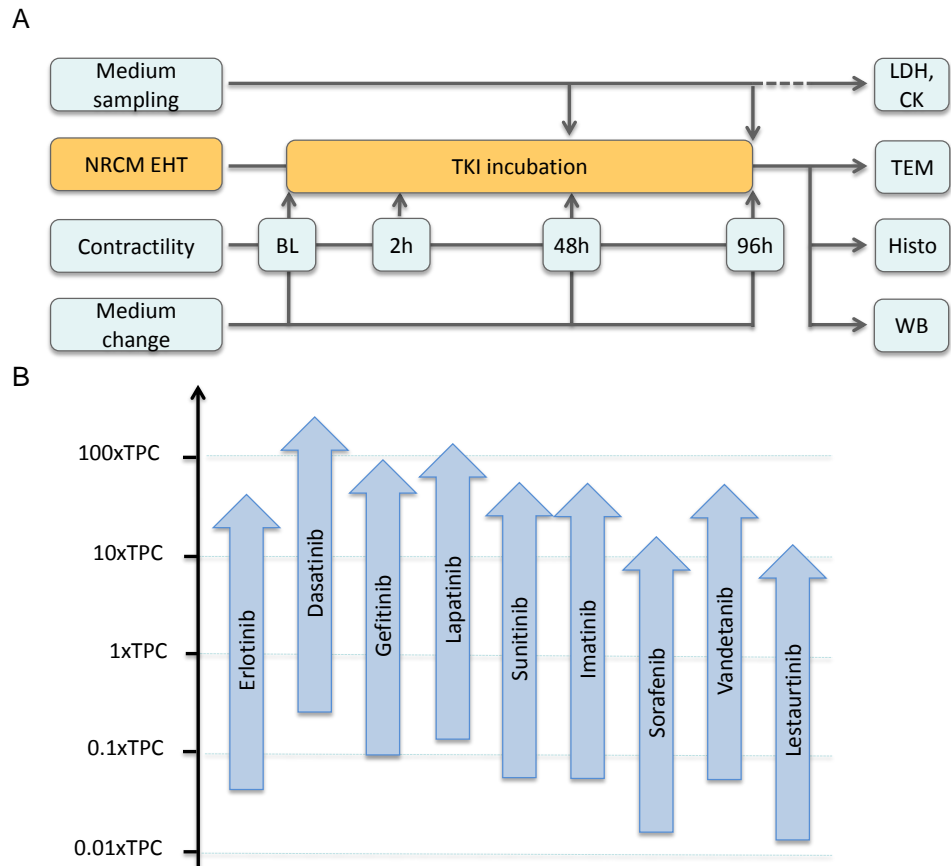 A
Medium
sampling
LDH,
CK
NRCM EHT
TKI incubation
TEM
Contractility
BL
2h
48h
96h
Histo
Medium
change
WB
B
100xTPC
10xTPC
1xTPC
0.1xTPC
0.01xTPC
Erlotinib
Dasatinib
Gefitinib
Lapatinib
Sunitinib
Imatinib
Sorafenib
Vandetanib
Lestaurtinib